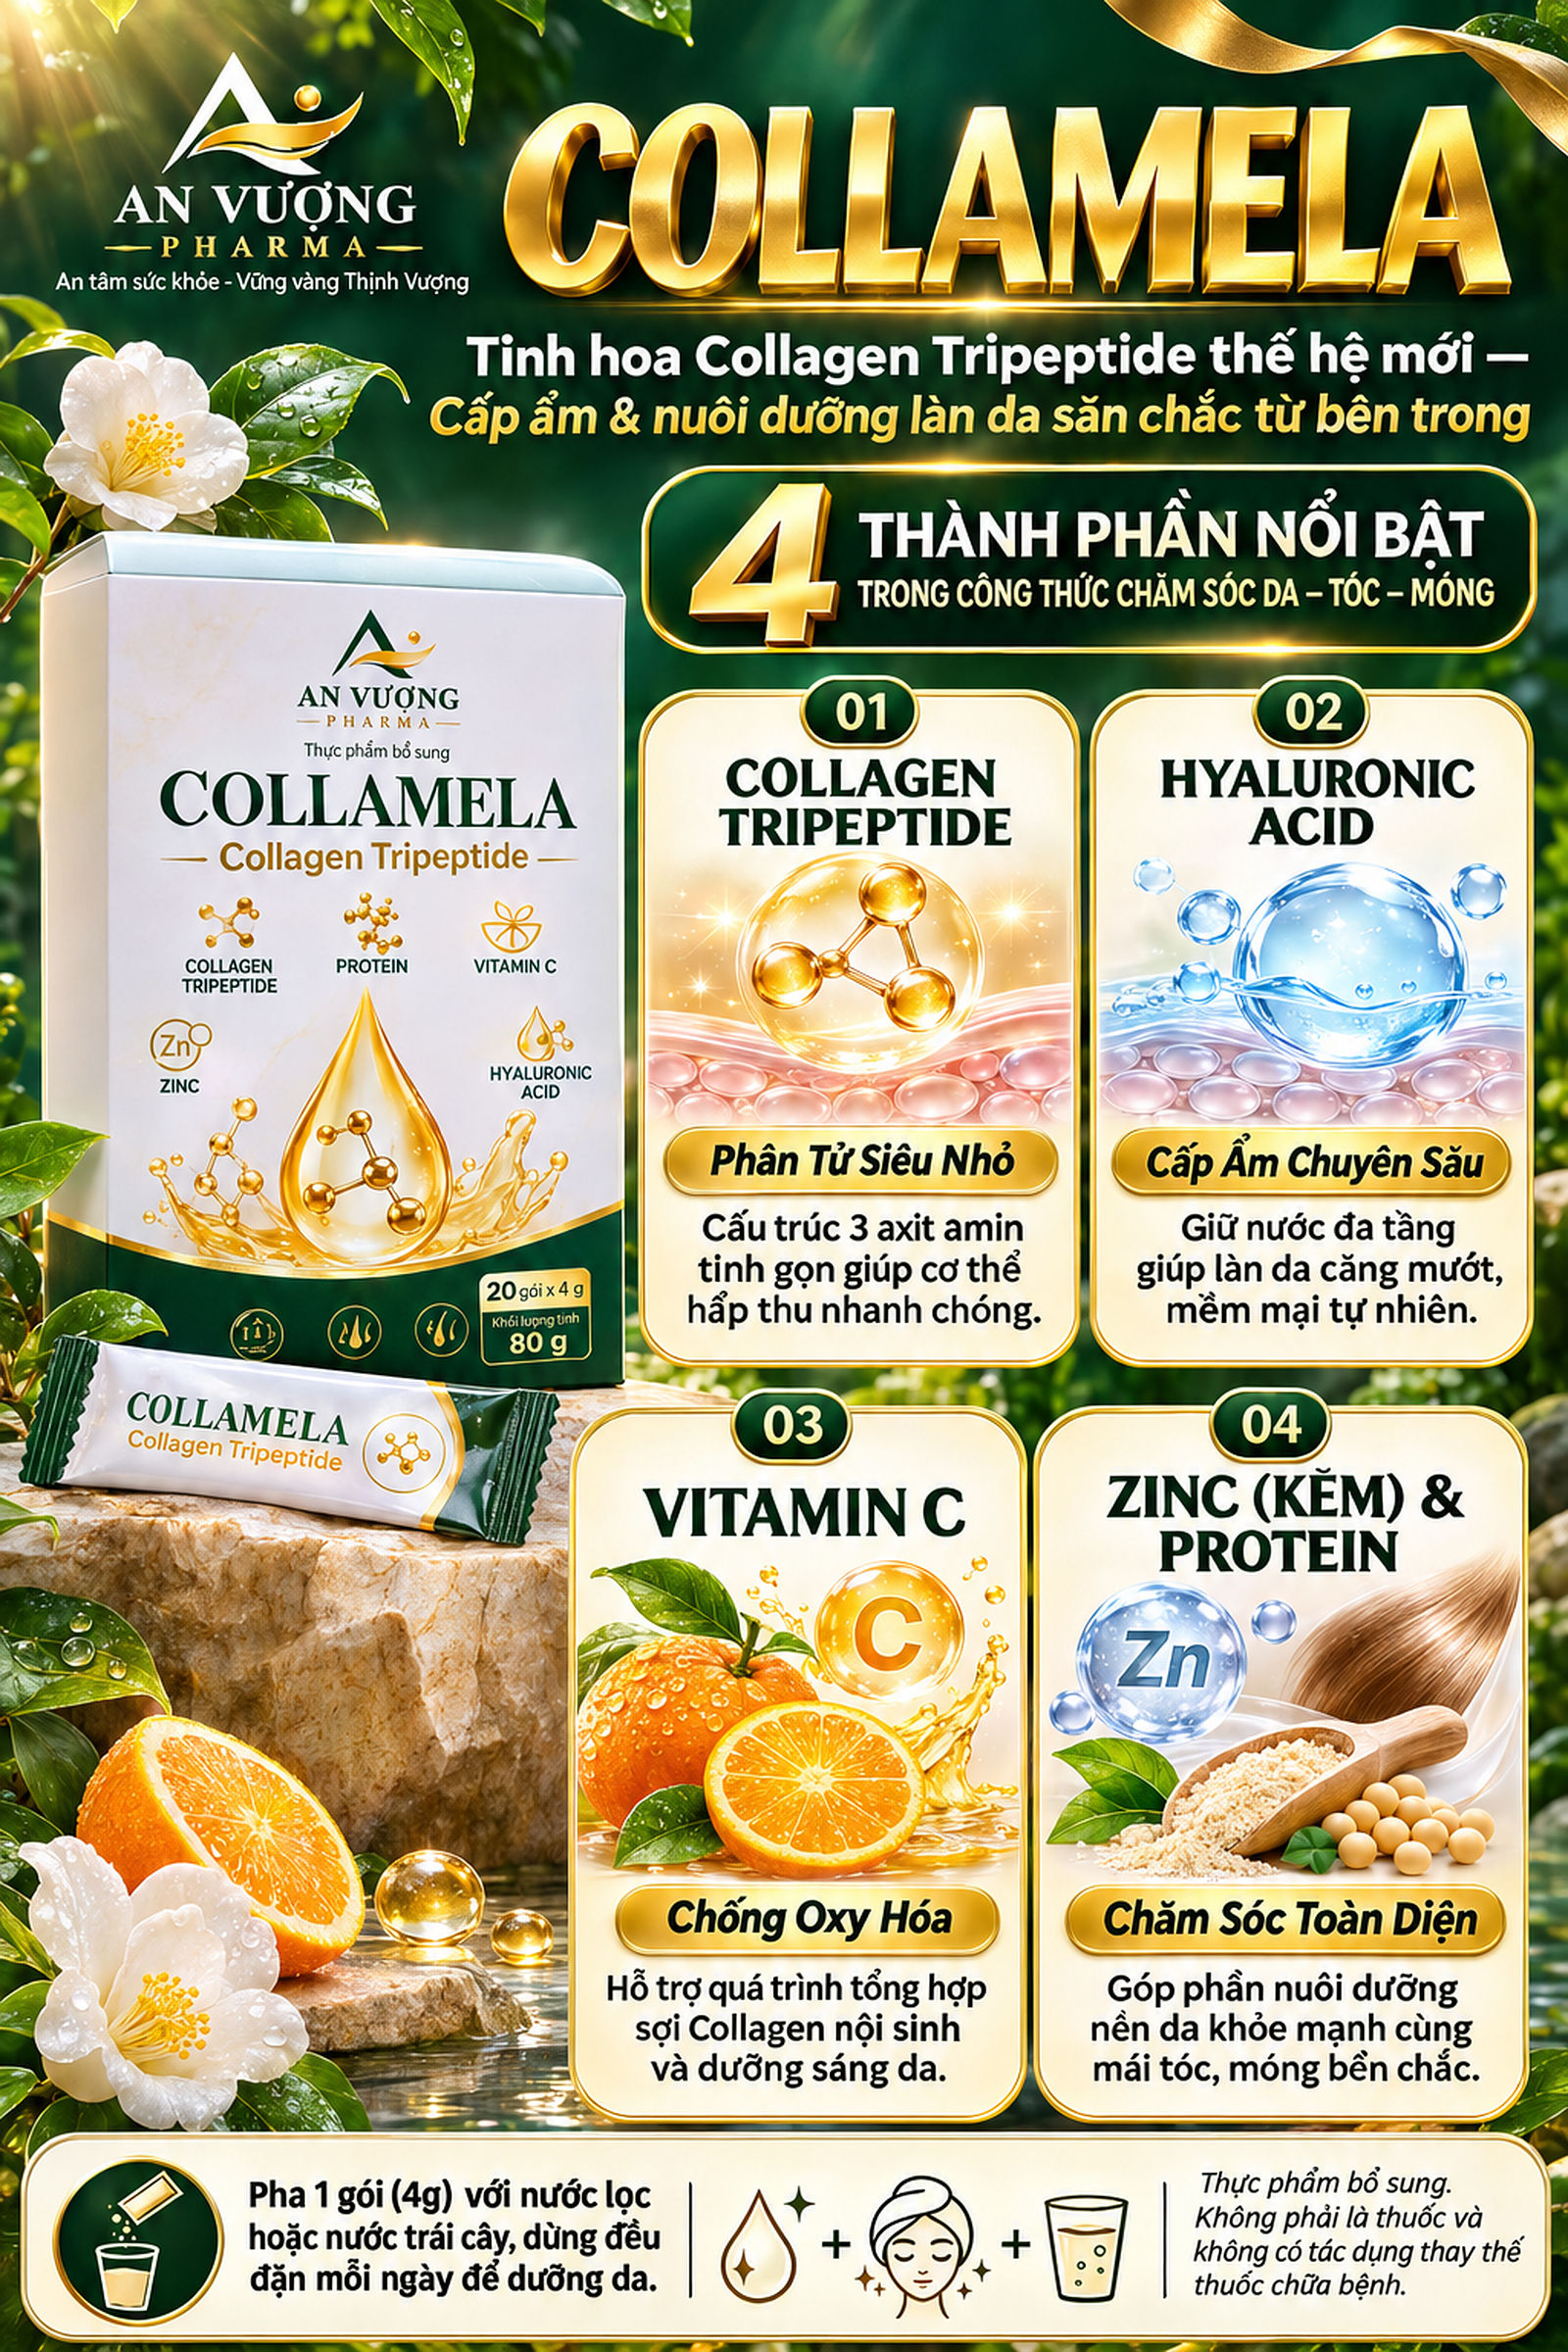 AN VƯỢNG
PHARMA
An tâm sức khỏe - Vững vàng Thịnh Vượng
COLLAMELA
Tinh hoa Collagen Tripeptide thế hệ mới —
Cấp ẩm & nuôi dưỡng làn da săn chắc từ bên trong
4
THÀNH PHẦN NỔI BẬT
TRONG CÔNG THỨC CHĂM SÓC DA – TÓC – MÓNG
AN VƯỢNG
PHARMA
Thực phẩm bổ sung
COLLAMELA
Collagen Tripeptide
COLLAGEN
TRIPEPTIDE
PROTEIN
VITAMIN C
Zn
ZINC
HYALURONIC
ACID
20 gói x 4 g
Khối lượng tịnh
80 g
COLLAMELA
Collagen Tripeptide
01
COLLAGEN
TRIPEPTIDE
Phân Tử Siêu Nhỏ
Cấu trúc 3 axit amin
tinh gọn giúp cơ thể
hấp thu nhanh chóng.
02
HYALURONIC
ACID
Cấp Ẩm Chuyên Sâu
Giữ nước đa tầng
giúp làn da căng mướt,
mềm mại tự nhiên.
03
VITAMIN C
C
Chống Oxy Hóa
Hỗ trợ quá trình tổng hợp
sợi Collagen nội sinh
và dưỡng sáng da.
04
ZINC (KẼM) &
PROTEIN
Zn
Chăm Sóc Toàn Diện
Góp phần nuôi dưỡng
nền da khỏe mạnh cùng
mái tóc, móng bền chắc.
Pha 1 gói (4g) với nước lọc
hoặc nước trái cây, dùng đều
đặn mỗi ngày để dưỡng da.
Thực phẩm bổ sung.
Không phải là thuốc và
không có tác dụng thay thế
thuốc chữa bệnh.